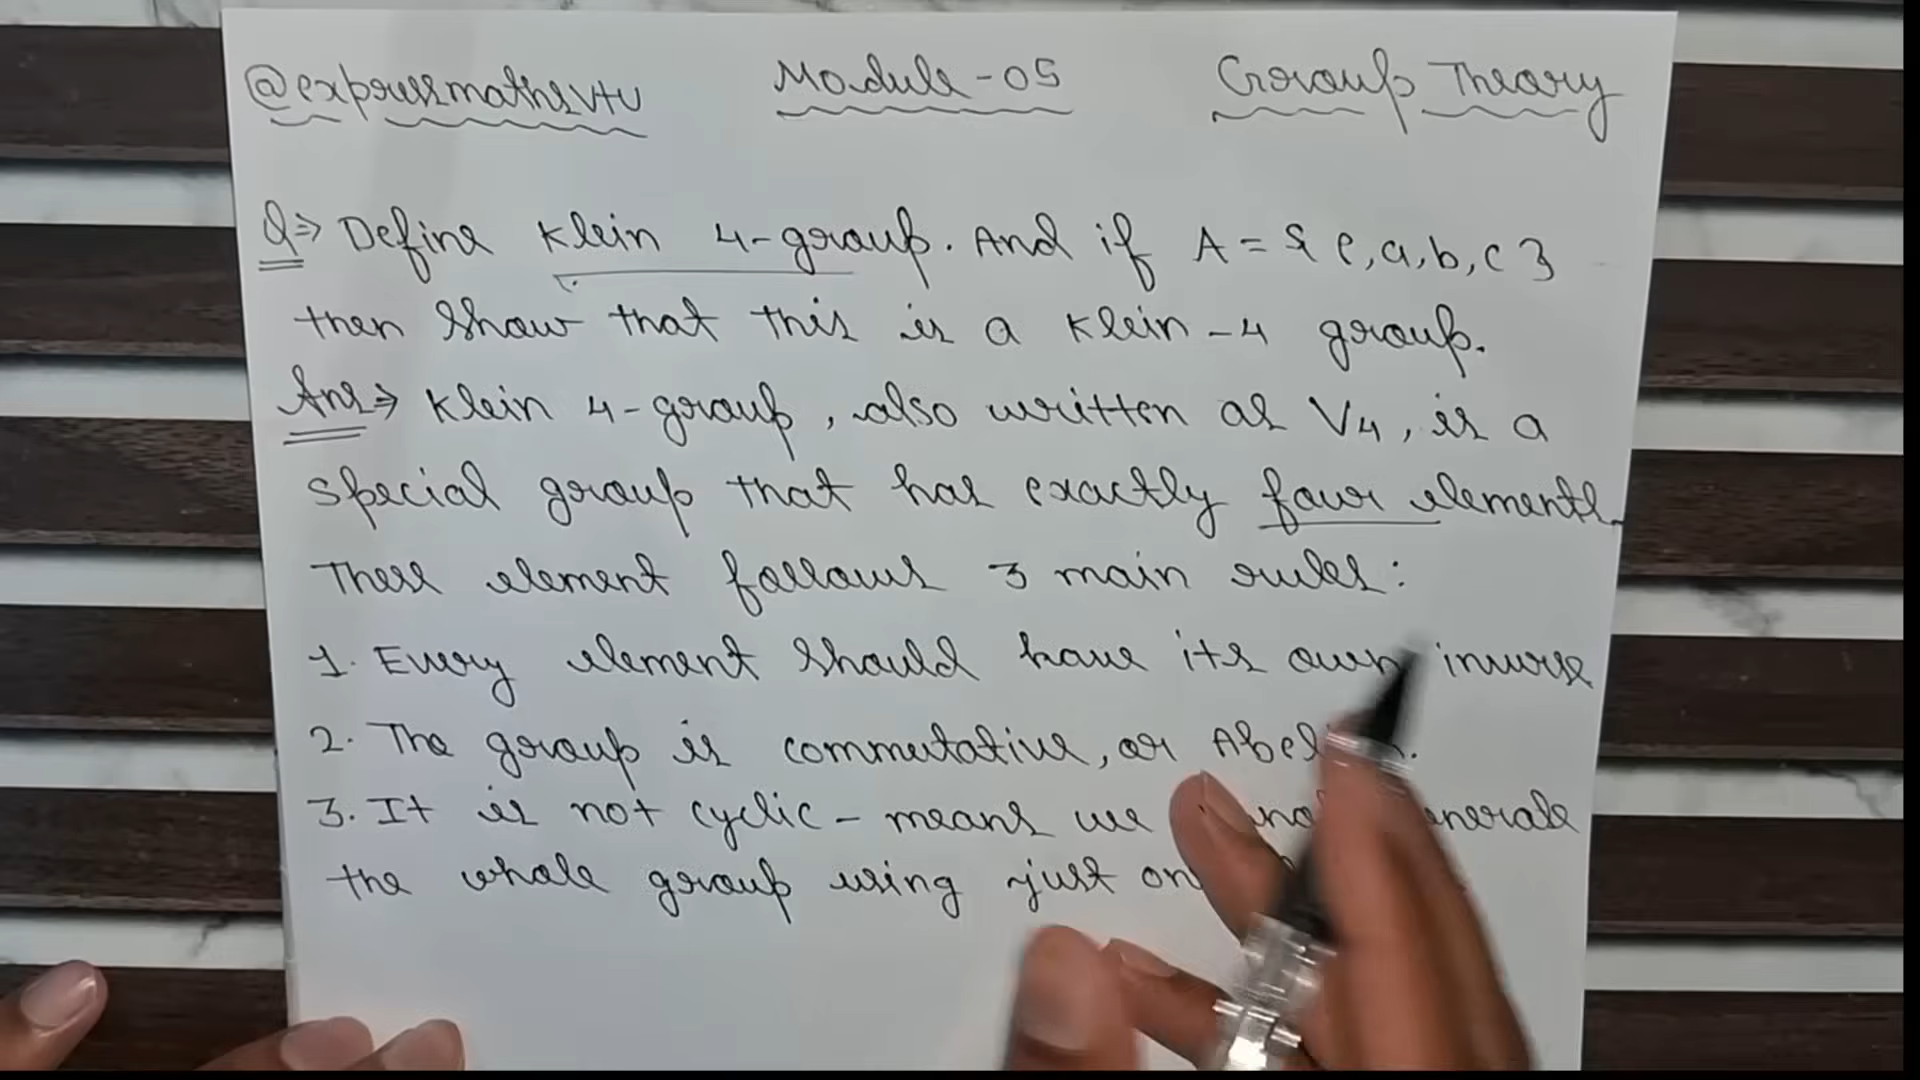 @expressmathsvtu Module-05 Group Theory
Q⇒ Define Klein 4-group. And if A = {e,a,b,c}
then show that this is a Klein-4 group.
Ans⇒ Klein 4-group, also written as V4, is a
special group that has exactly four elements.
These element follows 3 main rules:
1. Every element should have its own inverse
2. The group is commutative, or
3. It is not cyclic - means we
the whole group using just